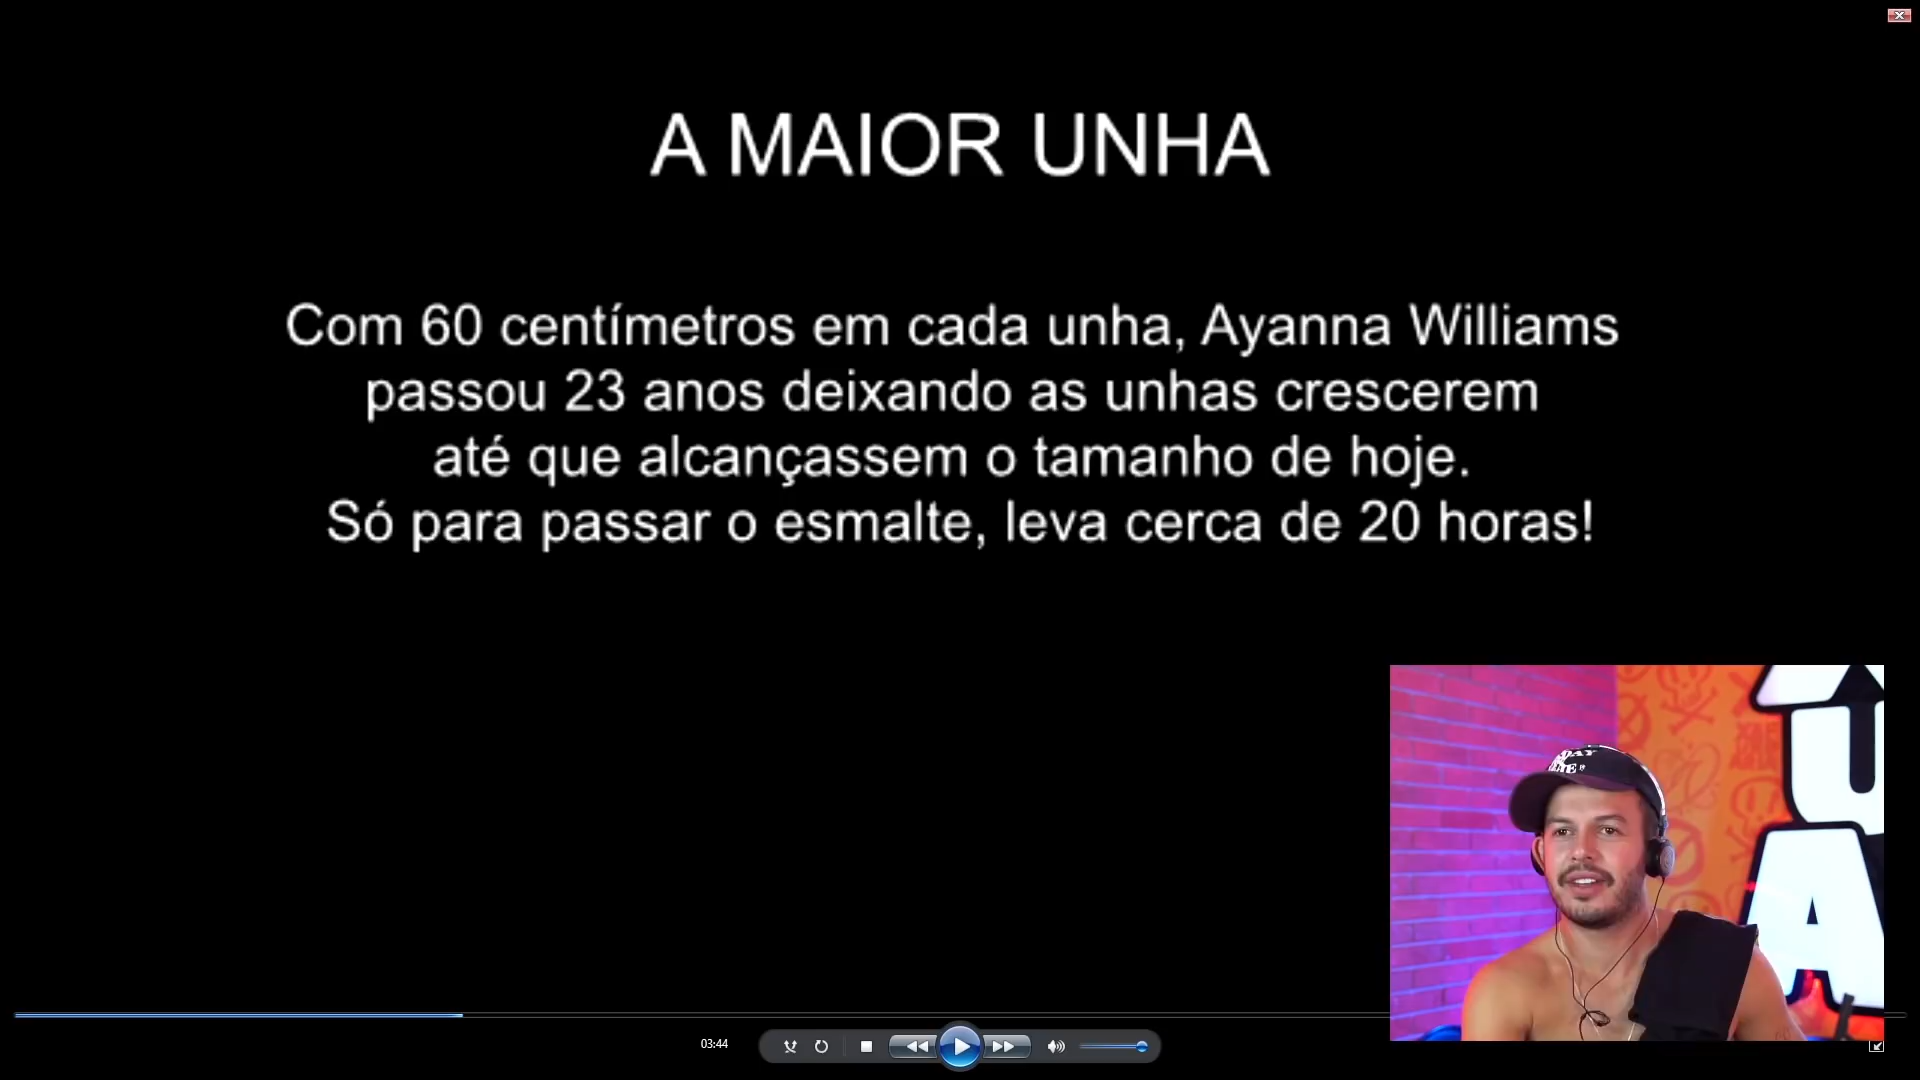 A MAIOR UNHA
Com 60 centímetros em cada unha, Ayanna Williams
passou 23 anos deixando as unhas crescerem
até que alcançassem o tamanho de hoje.
Só para passar o esmalte, leva cerca de 20 horas!
U
A
03:44